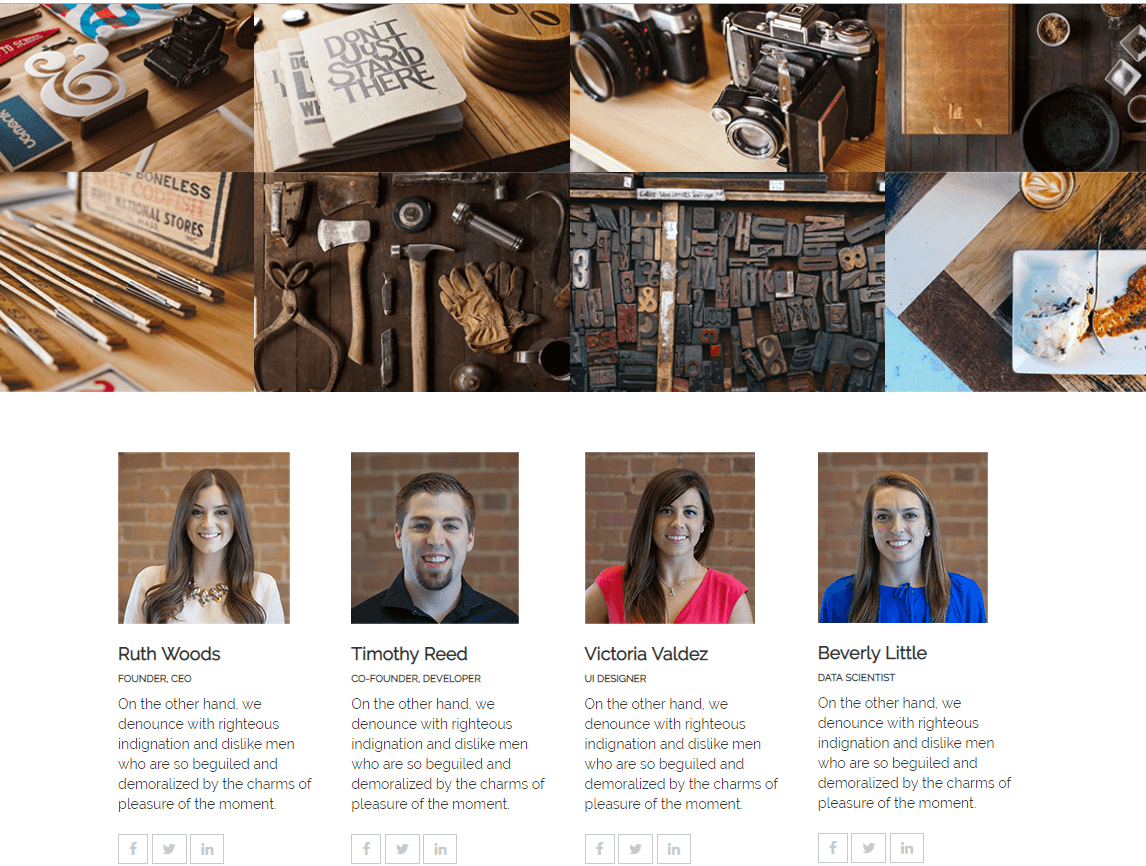 TO SCHOOL
&
UGMONK
DON'T
JUST
STAND
THERE
BONELESS
CODFISH
NATIONAL STORES
Ruth Woods
FOUNDER, CEO
On the other hand, we
denounce with righteous
indignation and dislike men
who are so beguiled and
demoralized by the charms of
pleasure of the moment.
Timothy Reed
CO-FOUNDER, DEVELOPER
On the other hand, we
denounce with righteous
indignation and dislike men
who are so beguiled and
demoralized by the charms of
pleasure of the moment.
Victoria Valdez
UI DESIGNER
On the other hand, we
denounce with righteous
indignation and dislike men
who are so beguiled and
demoralized by the charms of
pleasure of the moment.
Beverly Little
DATA SCIENTIST
On the other hand, we
denounce with righteous
indignation and dislike men
who are so beguiled and
demoralized by the charms of
pleasure of the moment.